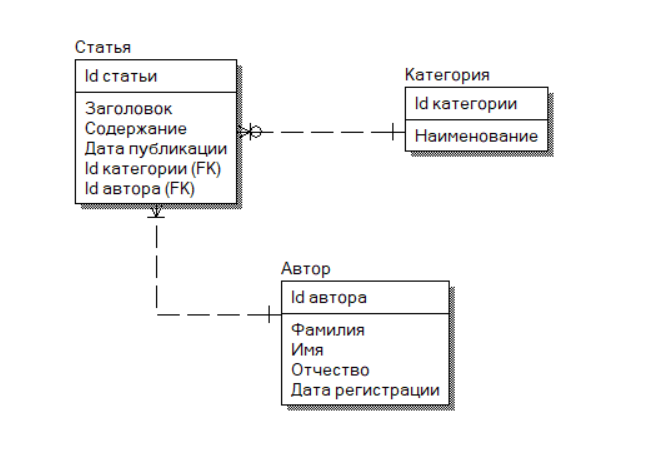 Статья
Id статьи
Заголовок
Содержание
Дата публикации
Id категории (FK)
Id автора (FK)
Категория
Id категории
Наименование
Автор
Id автора
Фамилия
Имя
Отчество
Дата регистрации